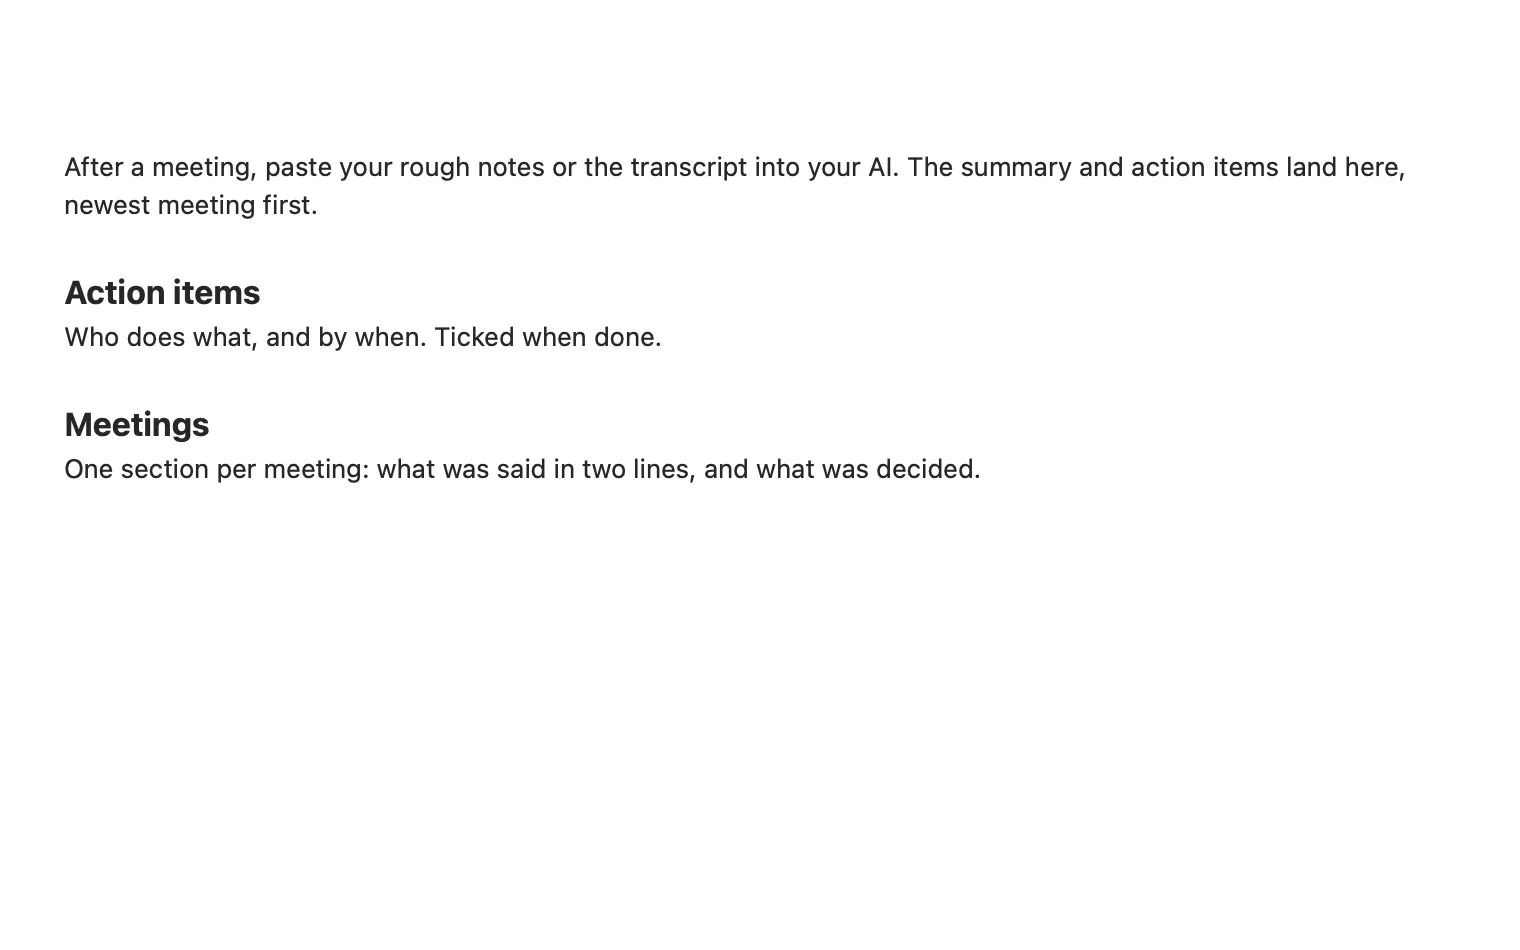 After a meeting, paste your rough notes or the transcript into your AI. The summary and action items land here,
newest meeting first.
Action items
Who does what, and by when. Ticked when done.
Meetings
One section per meeting: what was said in two lines, and what was decided.